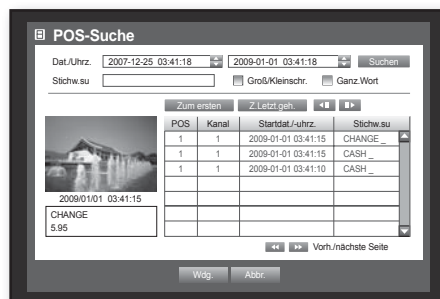 POS-Suche
Dat./Uhrz. 2007-12-25 03:41:18 2009-01-01 03:41:18 Suchen
Stichw.su Groß/Kleinschr. Ganz.Wort
Zum ersten Z.Letzt geh.
POS Kanal Startdat./-uhrz. Stichw.su
1 1 2009-01-01 03:41:15 CHANGE _
1 1 2009-01-01 03:41:15 CASH _
1 1 2009-01-01 03:41:10 CASH _
2009/01/01 03:41:15
CHANGE
5.95
Vorh./nächste Seite
Wdg. Abbr.